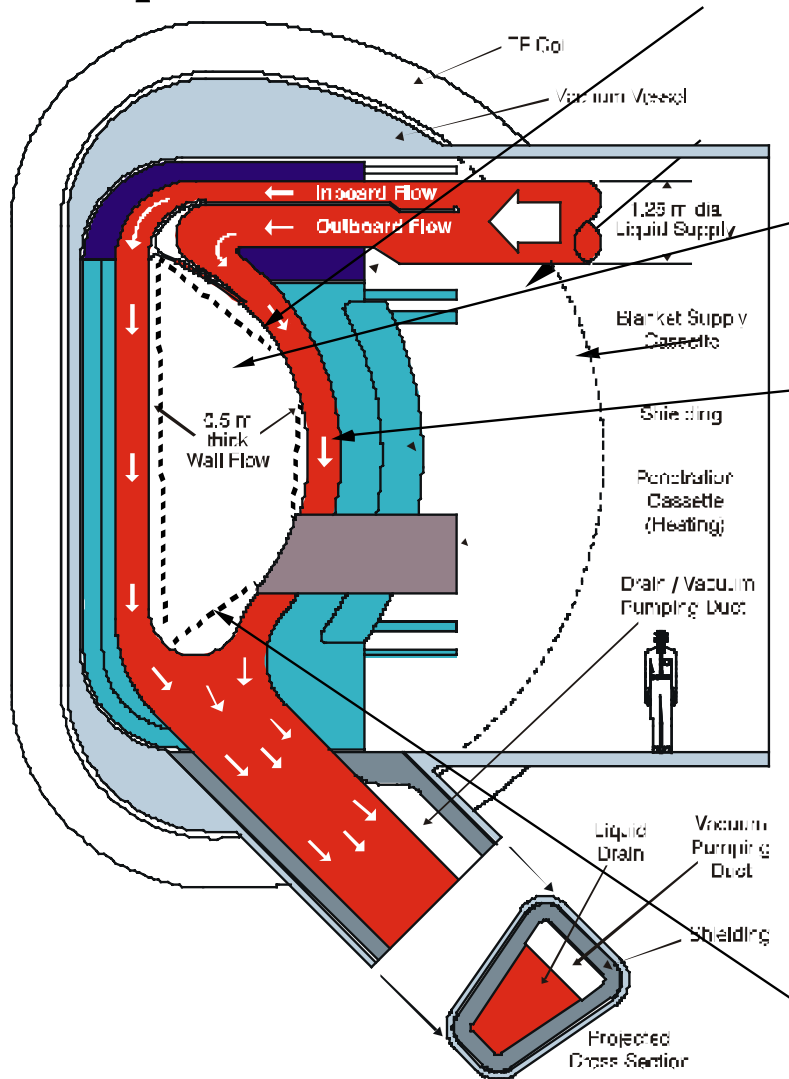 TF Coil
Vacuum Vessel
Inboard Flow
Outboard Flow
1.25 m dia.
Liquid Supply
Blanket Supply
Cassette
0.5 m
thick
Wall Flow
Shielding
Penetration
Cassette
(Heating)
Drain / Vacuum
Pumping Duct
Liquid
Drain
Vacuum
Pumping
Duct
Shielding
Projected
Cross Section